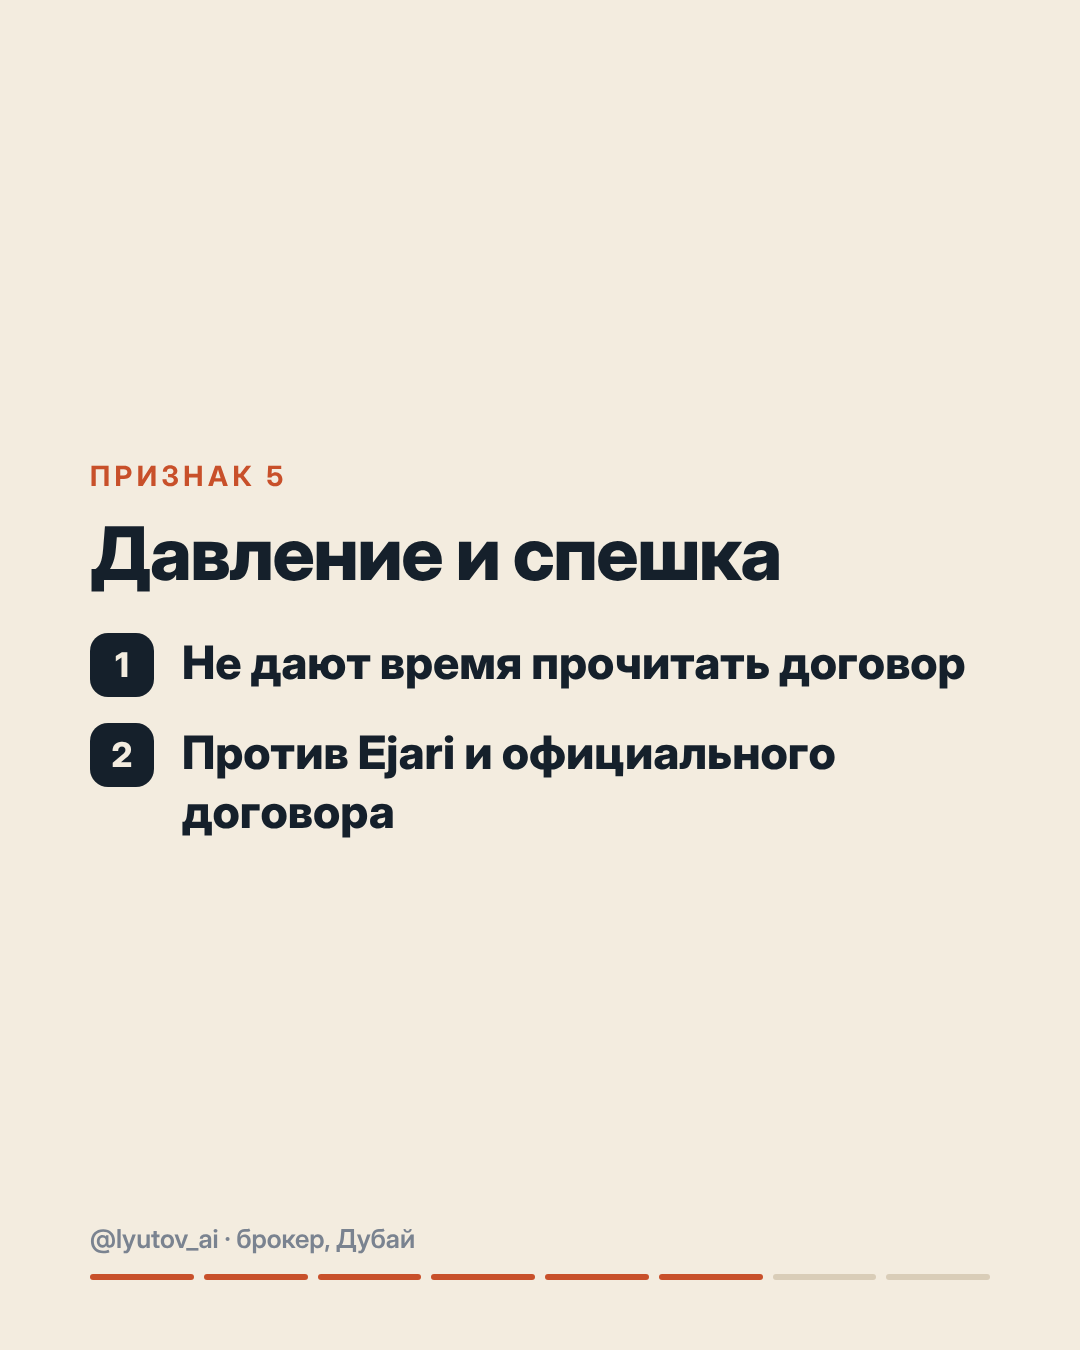 ПРИЗНАК 5
Давление и спешка
1 Не дают время прочитать договор
2 Против Ejari и официального
договора
@lyutov_ai · брокер, Дубай